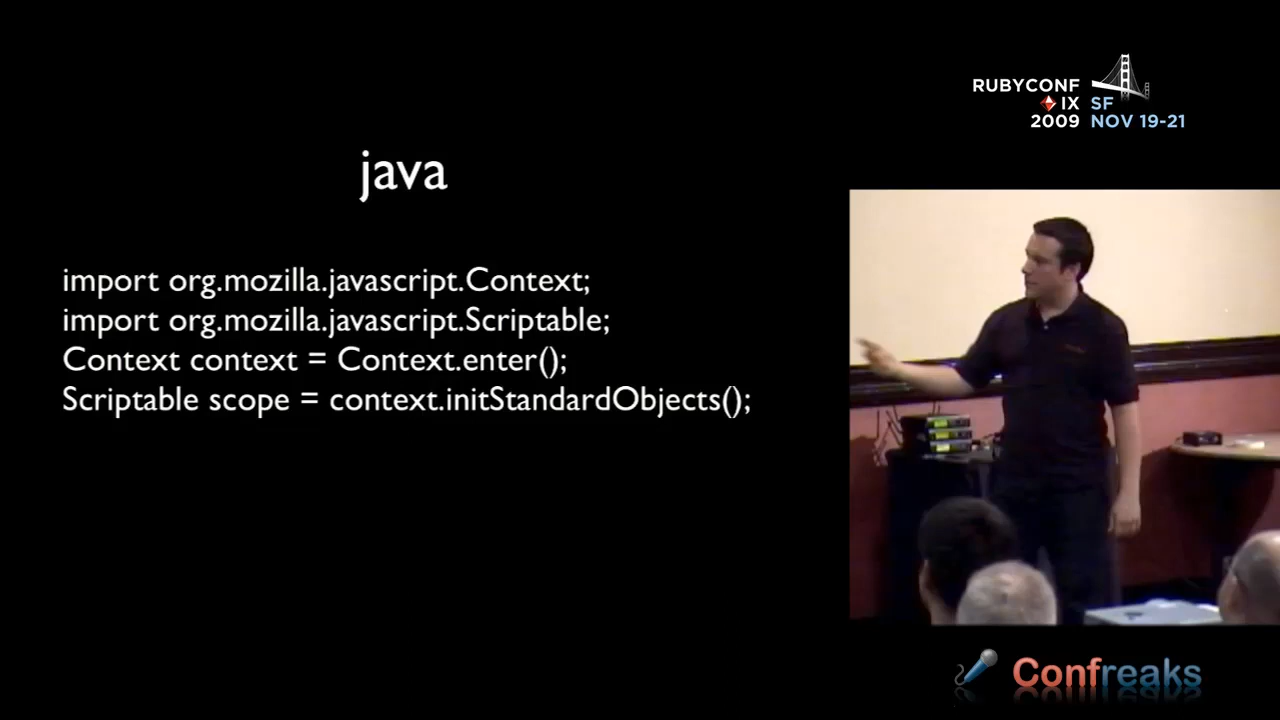 RUBYCONF
IX SF
2009 NOV 19-21
java
import org.mozilla.javascript.Context;
import org.mozilla.javascript.Scriptable;
Context context = Context.enter();
Scriptable scope = context.initStandardObjects();
Confreaks